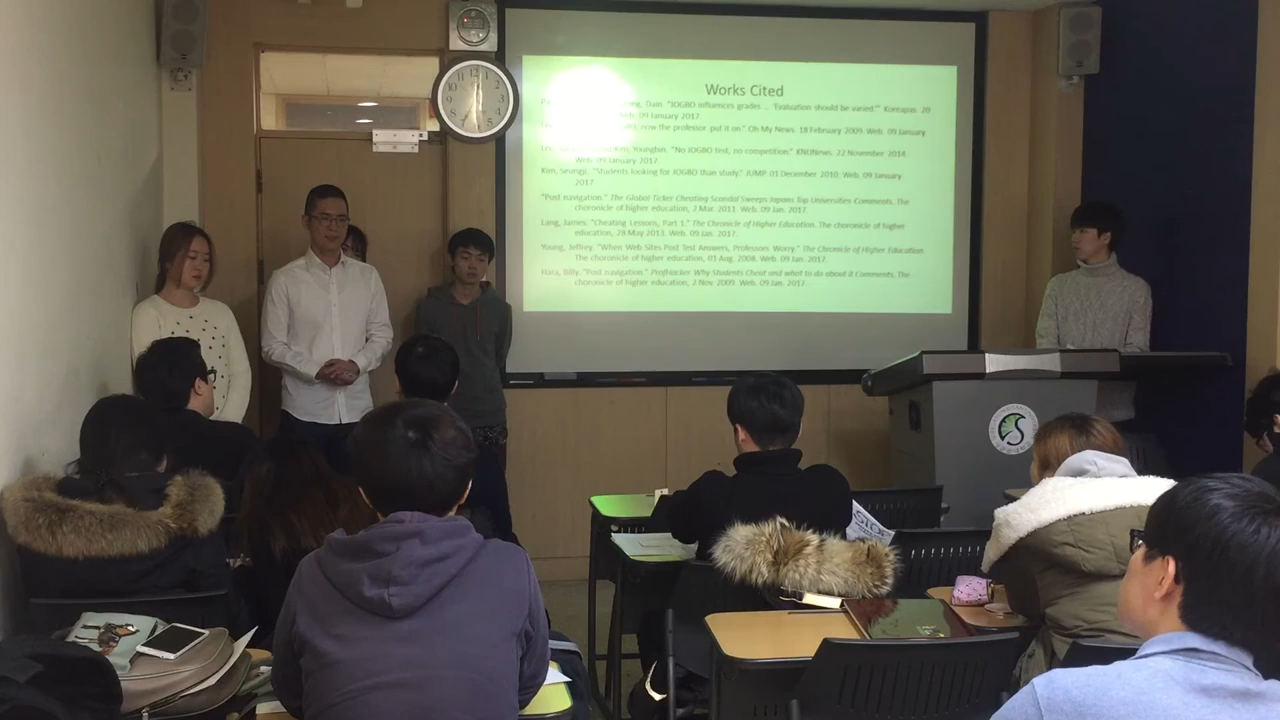 Works Cited
Dain. "JOGBO influences grades ... 'Evaluation should be varied.'" Koreapas. 20
09 January 2017.
now the professor put it on." Oh My News. 18 February 2009. Web. 09 January
Kim, Youngbin. "No JOGBO test, no competition." KNUNews. 22 November 2014.
Web. 09 January 2017.
Kim, Seungji. "Students looking for JOGBO than study." JUMP. 01 December 2010. Web. 09 January
2017
"Post navigation." The Global Ticker Cheating Scandal Sweeps Japans Top Universities Comments. The
choronicle of higher education, 2 Mar. 2011. Web. 09 Jan. 2017.
Lang, James. "Cheating Lessons, Part 1." The Chronicle of Higher Education. The choronicle of higher
education, 28 May 2013. Web. 09 Jan. 2017.
Young, Jeffrey. "When Web Sites Post Test Answers, Professors Worry." The Chronicle of Higher Education.
The choronicle of higher education, 01 Aug. 2008. Web. 09 Jan. 2017.
Hara, Billy. "Post navigation." ProfHacker Why Students Cheat and what to do about it Comments. The
choronicle of higher education, 2 Nov. 2009. Web. 09 Jan. 2017.